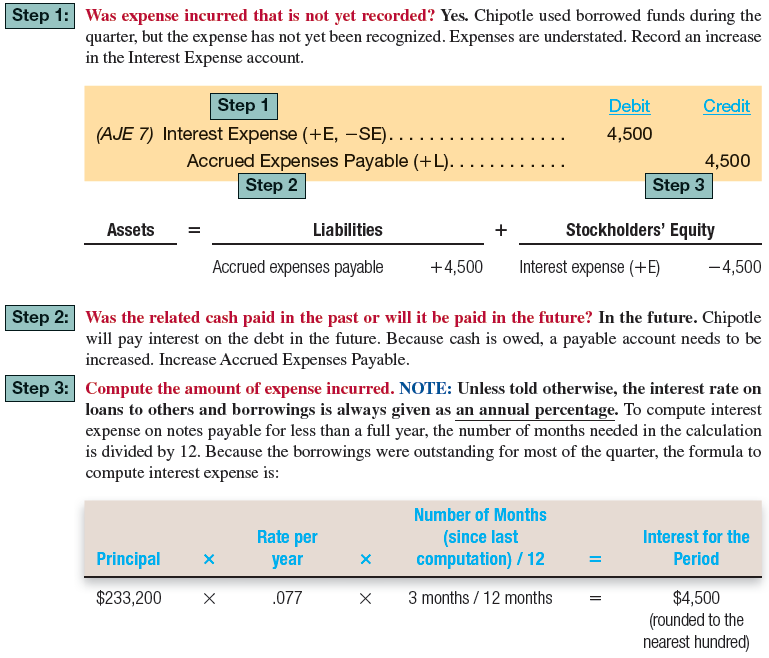 Step 1: Was expense incurred that is not yet recorded? Yes. Chipotle used borrowed funds during the
quarter, but the expense has not yet been recognized. Expenses are understated. Record an increase
in the Interest Expense account.
Step 1 Debit Credit
(AJE 7) Interest Expense (+E, −SE). . . . . . . . . . . . . . . . . . 4,500
Accrued Expenses Payable (+L). . . . . . . . . . . . 4,500
Step 2 Step 3
Assets = Liabilities + Stockholders’ Equity
Accrued expenses payable +4,500 Interest expense (+E) −4,500
Step 2: Was the related cash paid in the past or will it be paid in the future? In the future. Chipotle
will pay interest on the debt in the future. Because cash is owed, a payable account needs to be
increased. Increase Accrued Expenses Payable.
Step 3: Compute the amount of expense incurred. NOTE: Unless told otherwise, the interest rate on
loans to others and borrowings is always given as an annual percentage. To compute interest
expense on notes payable for less than a full year, the number of months needed in the calculation
is divided by 12. Because the borrowings were outstanding for most of the quarter, the formula to
compute interest expense is:
Number of Months
Rate per (since last Interest for the
Principal × year × computation) / 12 = Period
$233,200 × .077 × 3 months / 12 months = $4,500
(rounded to the
nearest hundred)